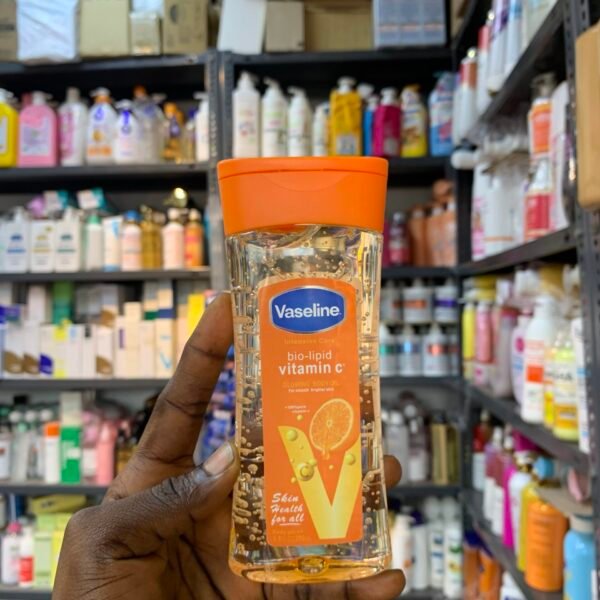 Vaseline.
Intensive Care
bio-lipid
vitamin c
GLOWING BODY OIL
Skin
Health
for all